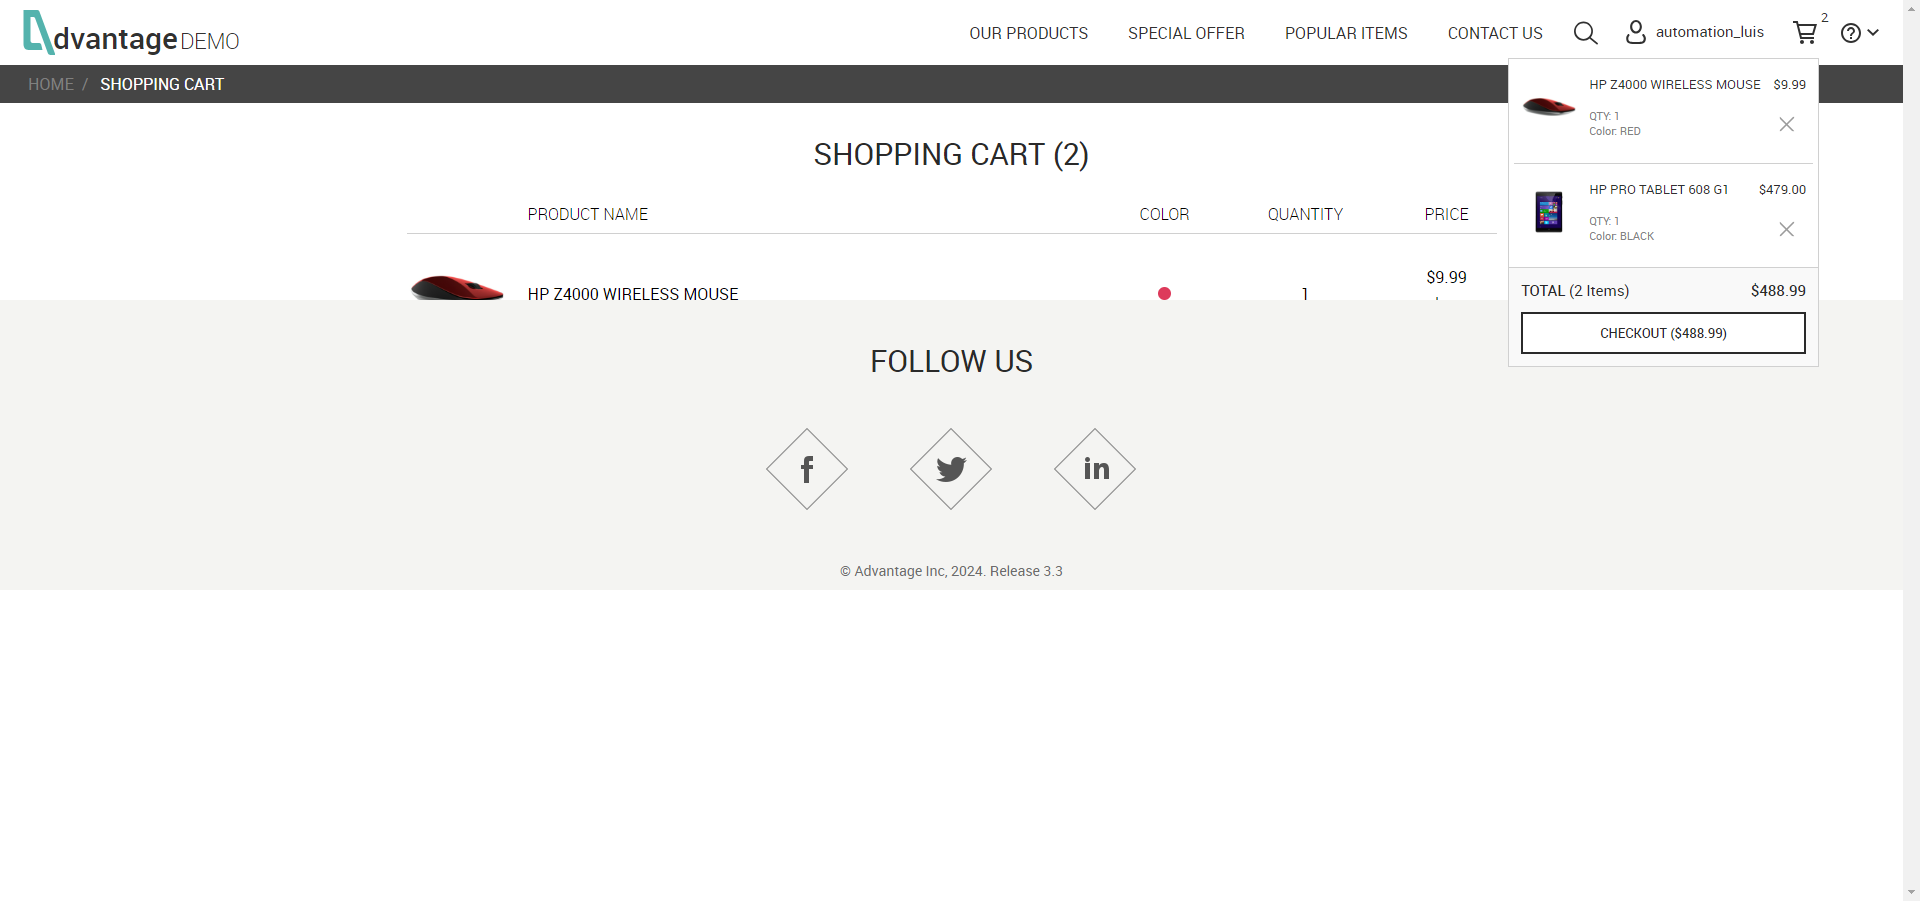 dvantage DEMO
OUR PRODUCTS
SPECIAL OFFER
POPULAR ITEMS
CONTACT US
automation_luis
2
HOME / SHOPPING CART
HP Z4000 WIRELESS MOUSE $9.99
QTY: 1
Color: RED
HP PRO TABLET 608 G1 $479.00
QTY: 1
Color: BLACK
TOTAL (2 Items) $488.99
CHECKOUT ($488.99)
SHOPPING CART (2)
PRODUCT NAME COLOR QUANTITY PRICE
HP Z4000 WIRELESS MOUSE 1 $9.99
FOLLOW US
f
in
© Advantage Inc, 2024. Release 3.3